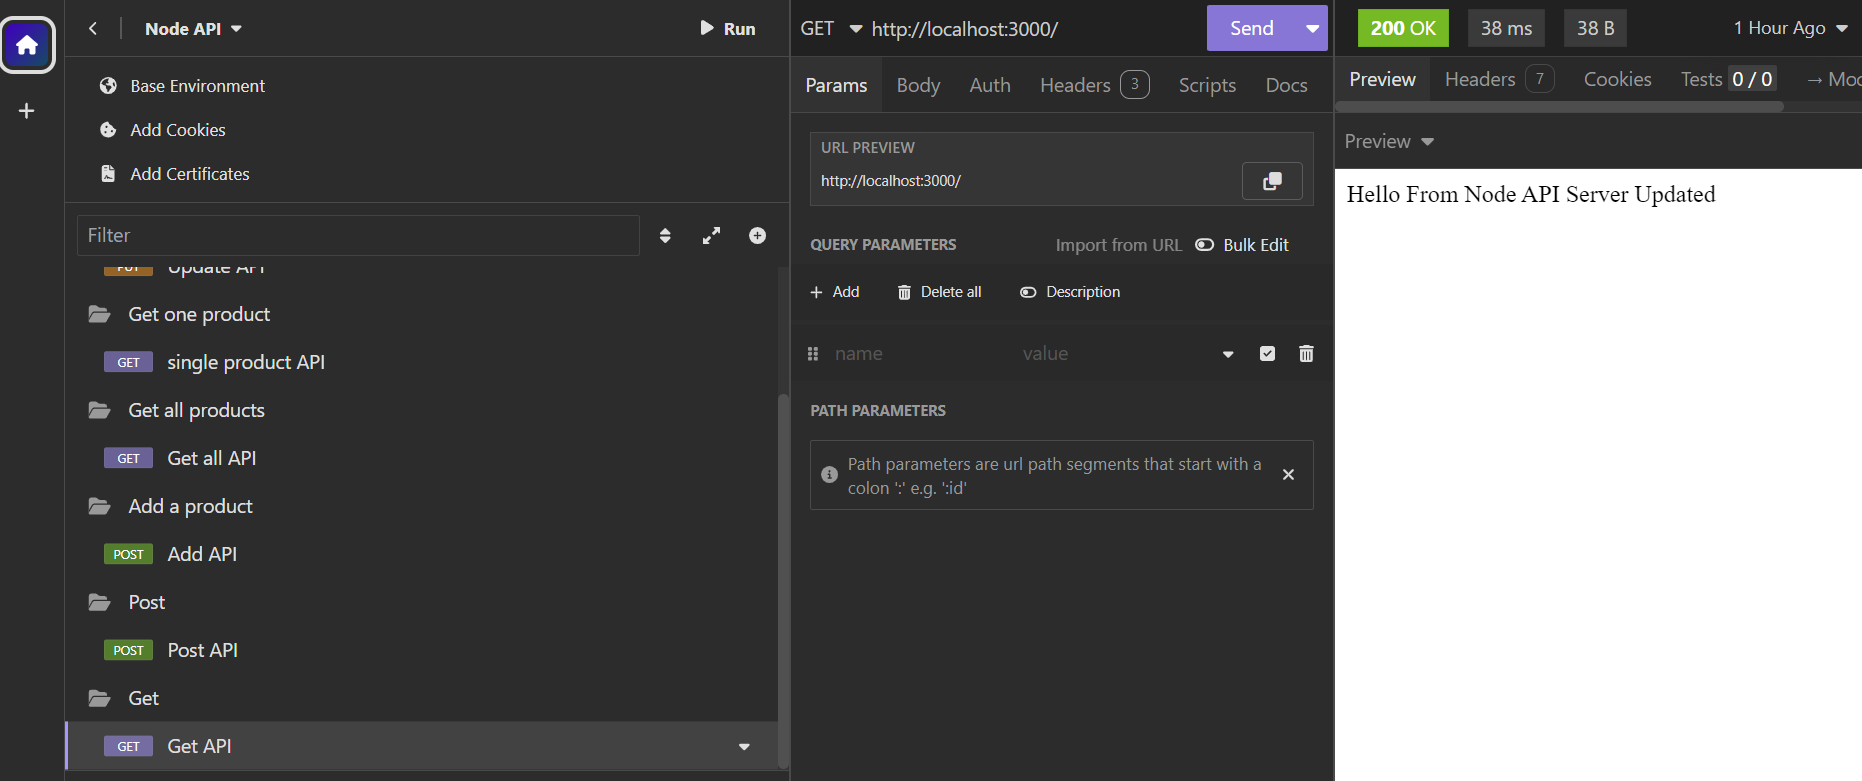 Node API
Run
Base Environment
Add Cookies
Add Certificates
Filter
PUT Update API
Get one product
GET single product API
Get all products
GET Get all API
Add a product
POST Add API
Post
POST Post API
Get
GET Get API
GET http://localhost:3000/ Send
Params Body Auth Headers 3 Scripts Docs
URL PREVIEW
http://localhost:3000/
QUERY PARAMETERS Import from URL Bulk Edit
Add Delete all Description
name value
PATH PARAMETERS
Path parameters are url path segments that start with a
colon ':' e.g. ':id'
200 OK 38 ms 38 B 1 Hour Ago
Preview Headers 7 Cookies Tests 0 / 0 → Moc
Preview
Hello From Node API Server Updated